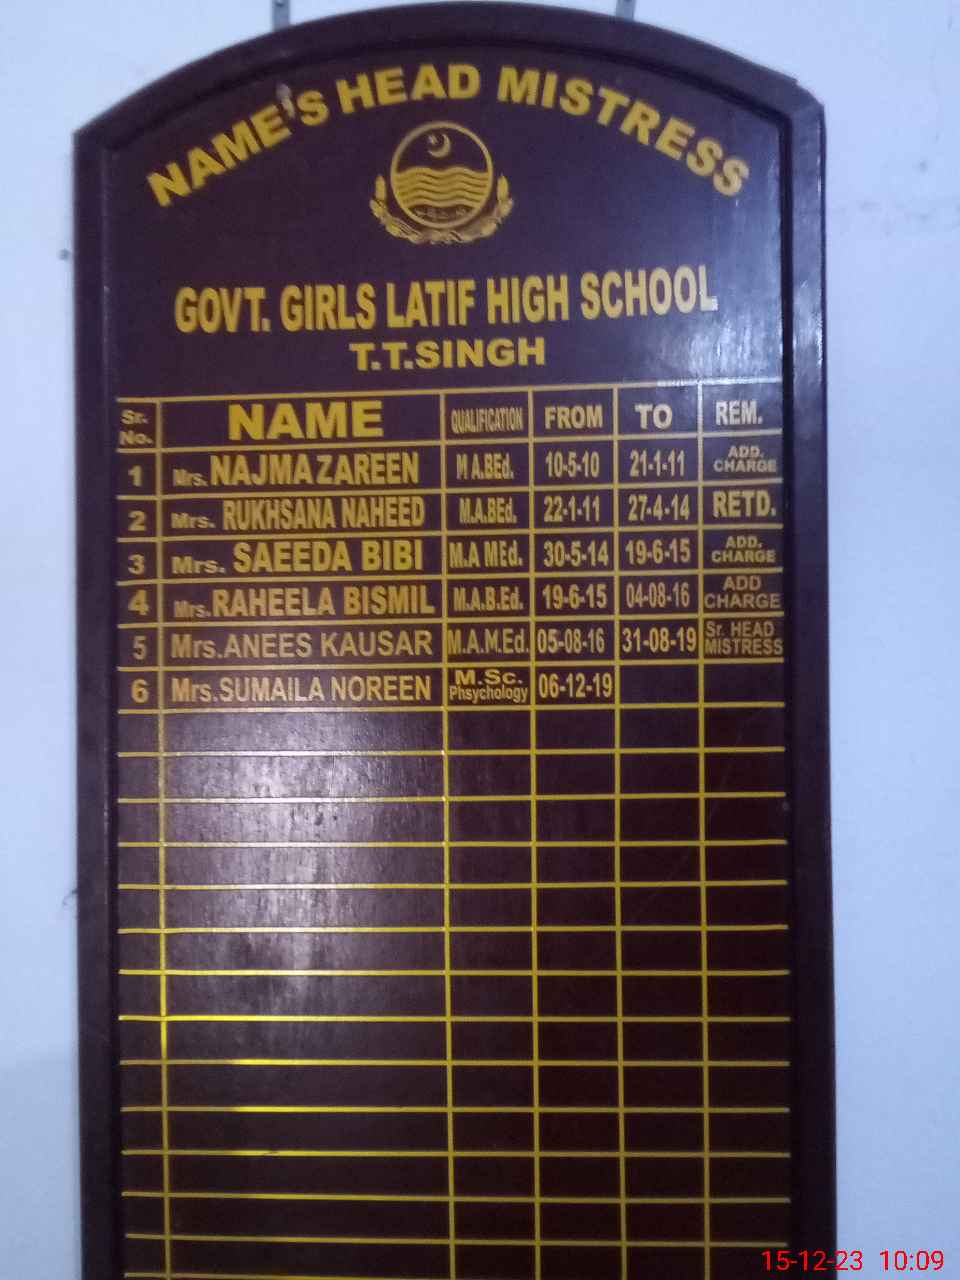 NAME'S HEAD MISTRESS
GOVT. GIRLS LATIF HIGH SCHOOL
T.T.SINGH
Sr. No. NAME QUALIFICATION FROM TO REM.
1 Mrs. NAJMA ZAREEN M A.BEd. 10-5-10 21-1-11 ADD. CHARGE
2 Mrs. RUKHSANA NAHEED M.A.BEd. 22-1-11 27-4-14 RETD.
3 Mrs. SAEEDA BIBI M.A MEd. 30-5-14 19-6-15 ADD. CHARGE
4 Mrs. RAHEELA BISMIL M.A.B.Ed. 19-6-15 04-08-16 ADD CHARGE
5 Mrs. ANEES KAUSAR M.A.M.Ed. 05-08-16 31-08-19 Sr. HEAD MISTRESS
6 Mrs. SUMAILA NOREEN M.Sc. Phsychology 06-12-19
15-12-23 10:09